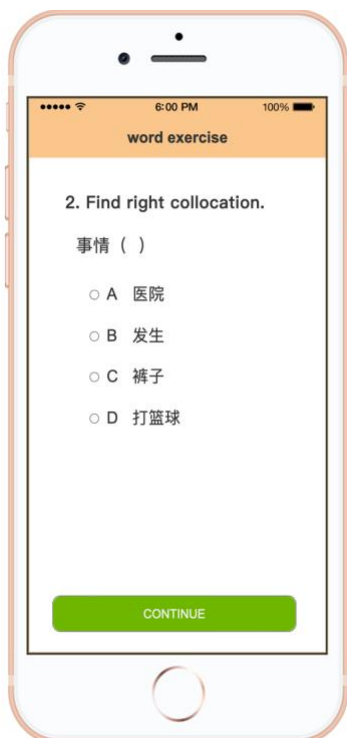 6:00 PM 100%
word exercise
2. Find right collocation.
事情（ ）
A 医院
B 发生
C 裤子
D 打篮球
CONTINUE